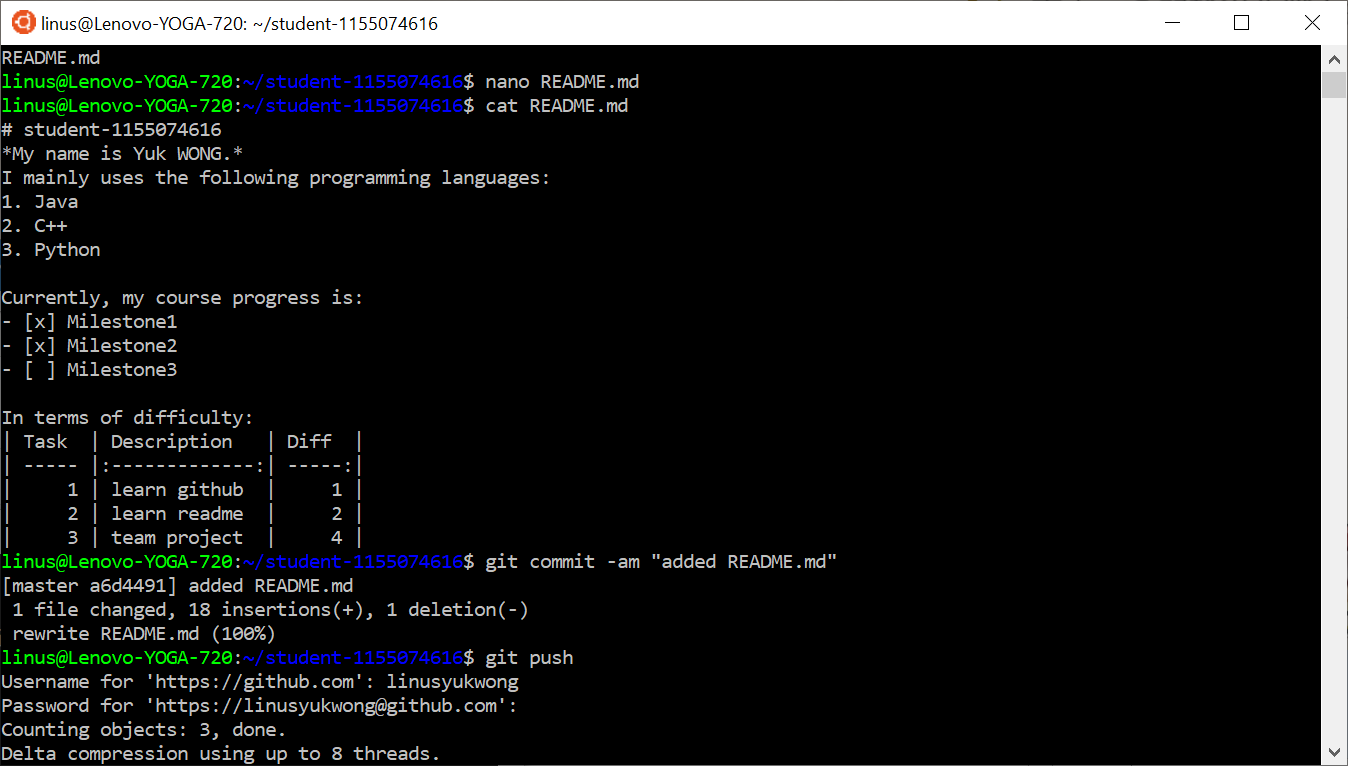 linus@Lenovo-YOGA-720: ~/student-1155074616
README.md
linus@Lenovo-YOGA-720:~/student-1155074616$ nano README.md
linus@Lenovo-YOGA-720:~/student-1155074616$ cat README.md
# student-1155074616
*My name is Yuk WONG.*
I mainly uses the following programming languages:
1. Java
2. C++
3. Python

Currently, my course progress is:
- [x] Milestone1
- [x] Milestone2
- [ ] Milestone3

In terms of difficulty:
| Task  | Description   | Diff  |
| ----- |:-------------:| -----:|
|     1 | learn github  |     1 |
|     2 | learn readme  |     2 |
|     3 | team project  |     4 |
linus@Lenovo-YOGA-720:~/student-1155074616$ git commit -am "added README.md"
[master a6d4491] added README.md
 1 file changed, 18 insertions(+), 1 deletion(-)
 rewrite README.md (100%)
linus@Lenovo-YOGA-720:~/student-1155074616$ git push
Username for 'https://github.com': linusyukwong
Password for 'https://linusyukwong@github.com':
Counting objects: 3, done.
Delta compression using up to 8 threads.